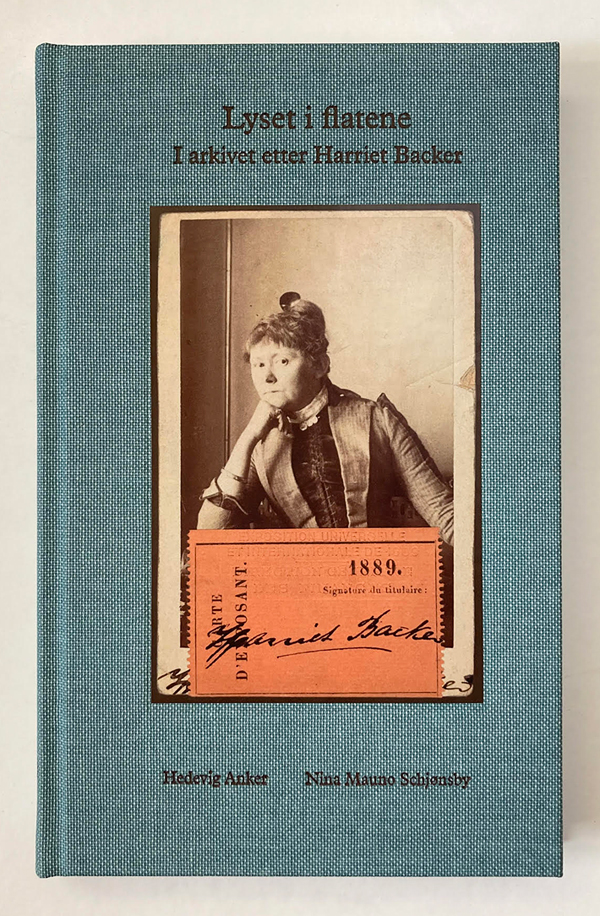 Lyset i flatene
I arkivet etter Harriet Backer
EXPOSITION UNIVERSELLE
1889.
Signature du titulaire:
D'EXPOSANT.
Harriet Backer
Hedevig Anker
Nina Mauno Schjønsby